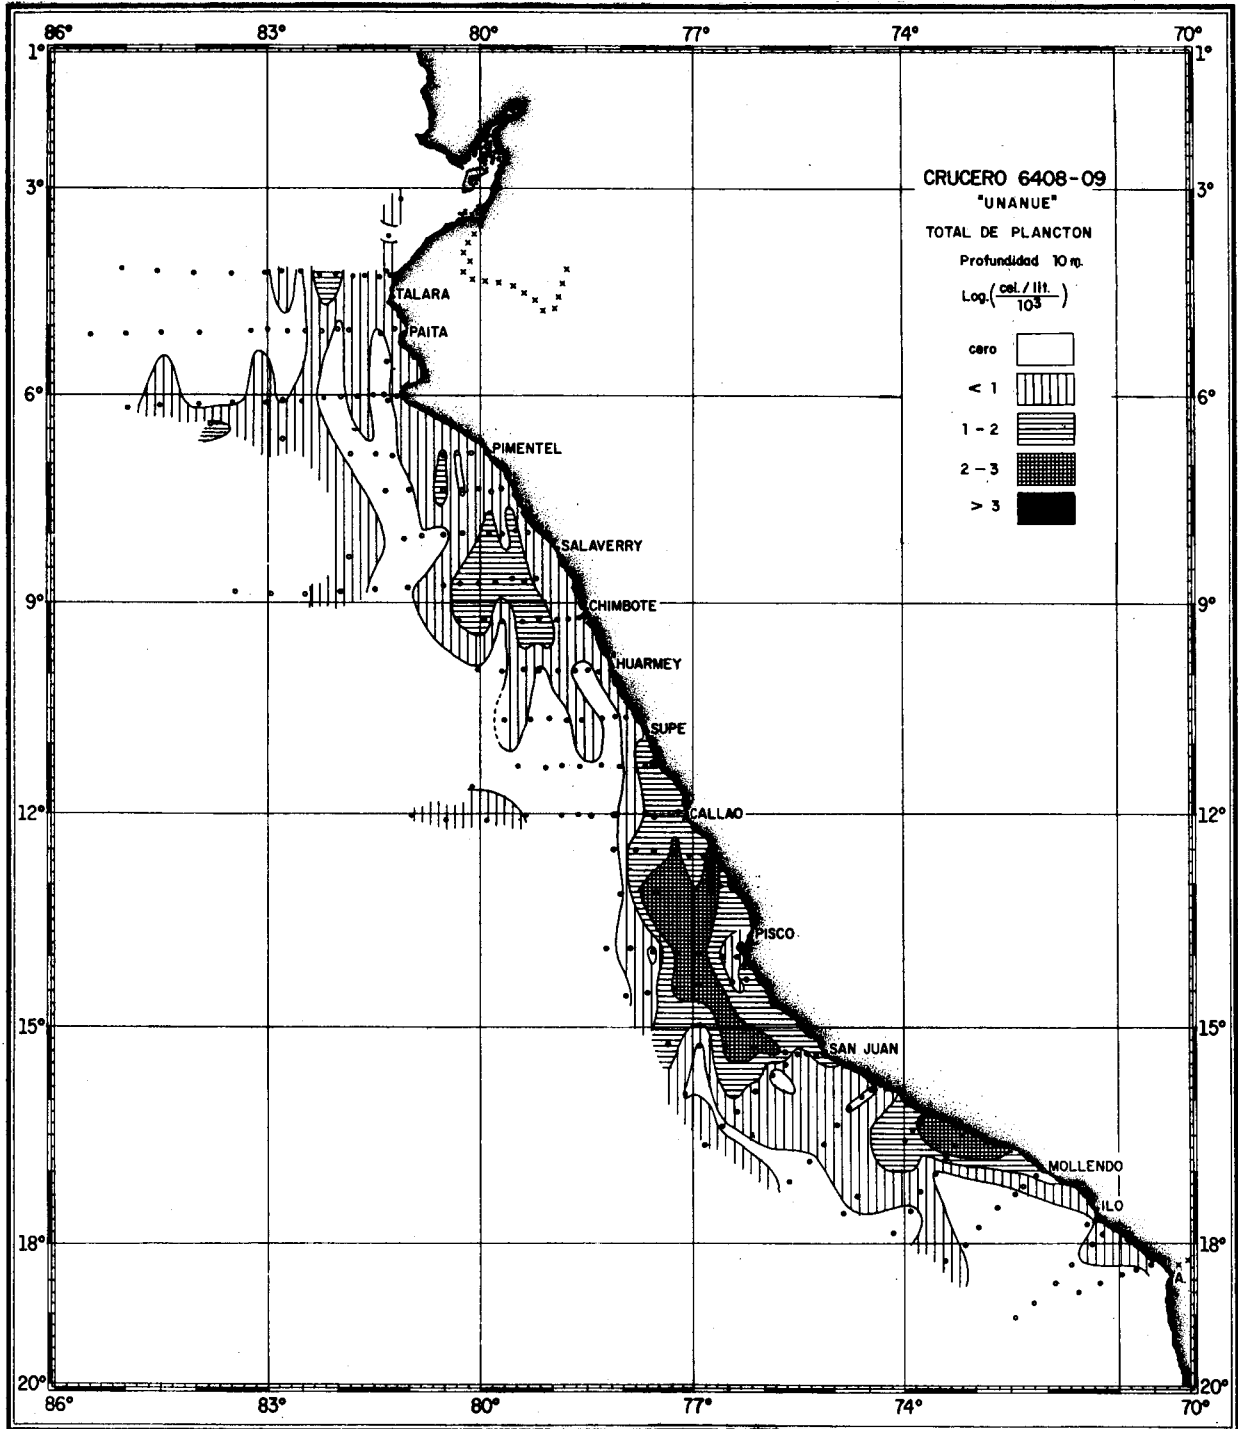 86° 83° 80° 77° 74° 70°
1° 1°
3° 3°
CRUCERO 6408-09
"UNANUE"
TOTAL DE PLANCTON
Profundidad 10 m.
Log. (cel. / lit. / 10³)
cero
< 1
1 - 2
2 - 3
> 3
TALARA
PAITA
6° 6°
PIMENTEL
SALAVERRY
9° 9°
CHIMBOTE
HUARMEY
SUPE
12° 12°
CALLAO
PISCO
15° 15°
SAN JUAN
MOLLENDO
ILO
18° 18°
A.
20° 20°
86° 83° 80° 77° 74° 70°